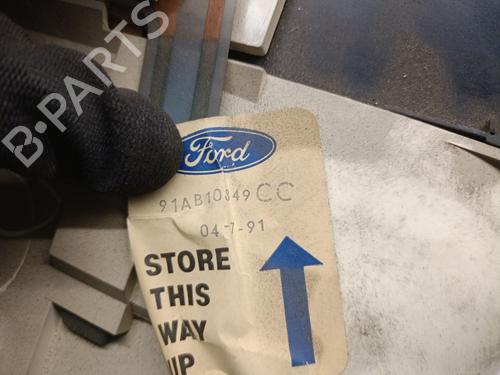 B-PARTS
Ford
91AB10849CC
04-7-91
STORE
THIS
WAY
UP